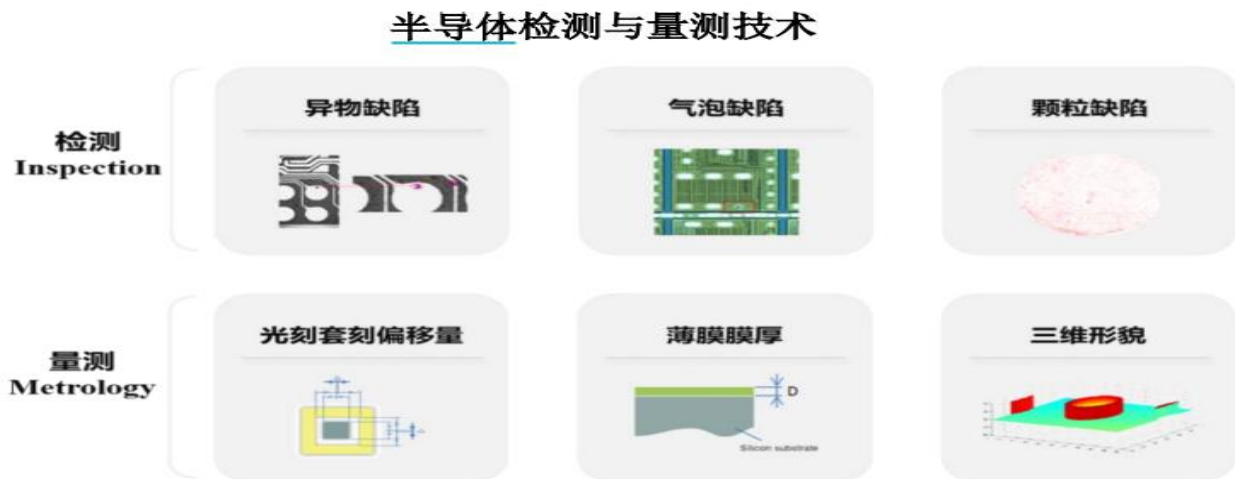 半导体检测与量测技术
检测
Inspection
异物缺陷
气泡缺陷
颗粒缺陷
量测
Metrology
光刻套刻偏移量
薄膜膜厚
三维形貌
D
Silicon substrate